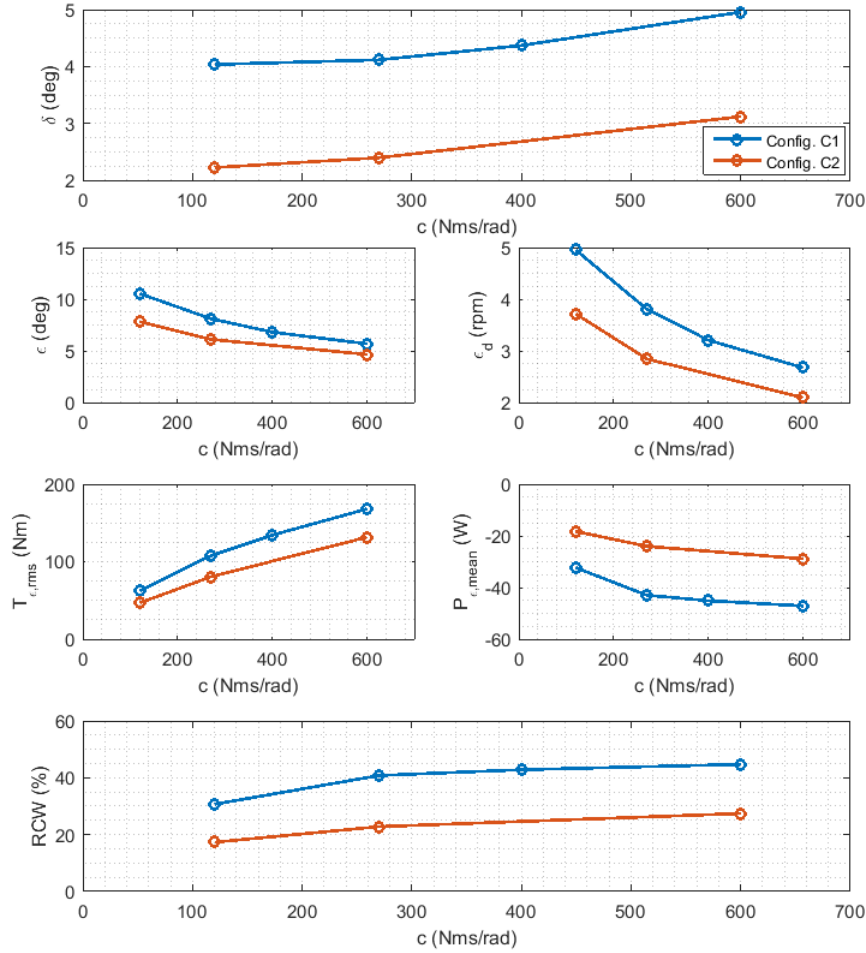 5
4
3
2
δ (deg)
0 100 200 300 400 500 600 700
c (Nms/rad)
Config. C1
Config. C2
15
10
5
0
ϵ (deg)
0 200 400 600
c (Nms/rad)
5
4
3
2
ϵd (rpm)
0 200 400 600
c (Nms/rad)
200
100
0
Tϵ,rms (Nm)
0 200 400 600
c (Nms/rad)
0
-20
-40
-60
Pϵ,mean (W)
0 200 400 600
c (Nms/rad)
60
40
20
0
RCW (%)
0 100 200 300 400 500 600 700
c (Nms/rad)